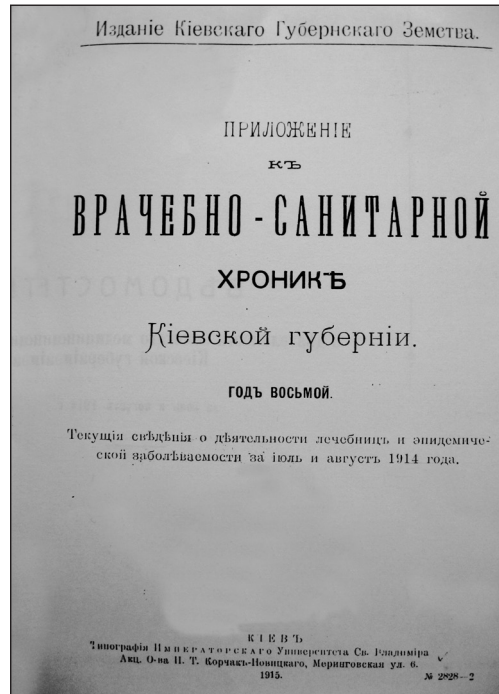 Изданіе Кіевскаго Губернскаго Земства.
ПРИЛОЖЕНІЕ
КЪ
ВРАЧЕБНО-САНИТАРНОЙ
ХРОНИКѢ
Кіевской губерніи.
ГОДЪ ВОСЬМОЙ.
Текущія свѣдѣнія о дѣятельности лечебницъ и эпидемиче-
ской заболѣваемости за іюль и августъ 1914 года.
КІЕВЪ
Типографія Императорскаго Университета Св. Владиміра
Акц. О-ва Н. Т. Корчакъ-Новицкаго, Меринговская ул. 6.
1915.
№ 2828—2